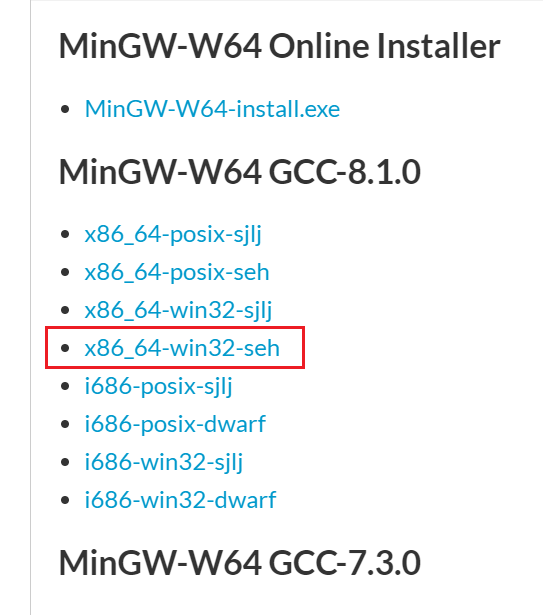 MinGW-W64 Online Installer
MinGW-W64-install.exe
MinGW-W64 GCC-8.1.0
x86_64-posix-sjlj
x86_64-posix-seh
x86_64-win32-sjlj
x86_64-win32-seh
i686-posix-sjlj
i686-posix-dwarf
i686-win32-sjlj
i686-win32-dwarf
MinGW-W64 GCC-7.3.0